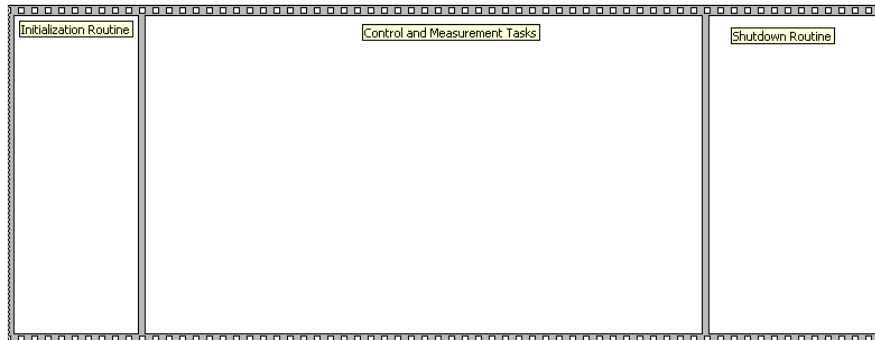 Initialization Routine
Control and Measurement Tasks
Shutdown Routine